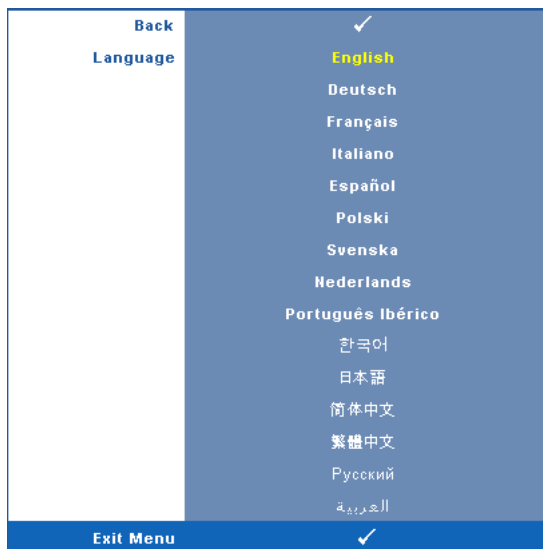 Back ✓
Language English
Deutsch
Français
Italiano
Español
Polski
Svenska
Nederlands
Português Ibérico
한국어
日本語
简体中文
繁體中文
Русский
العربية
Exit Menu ✓